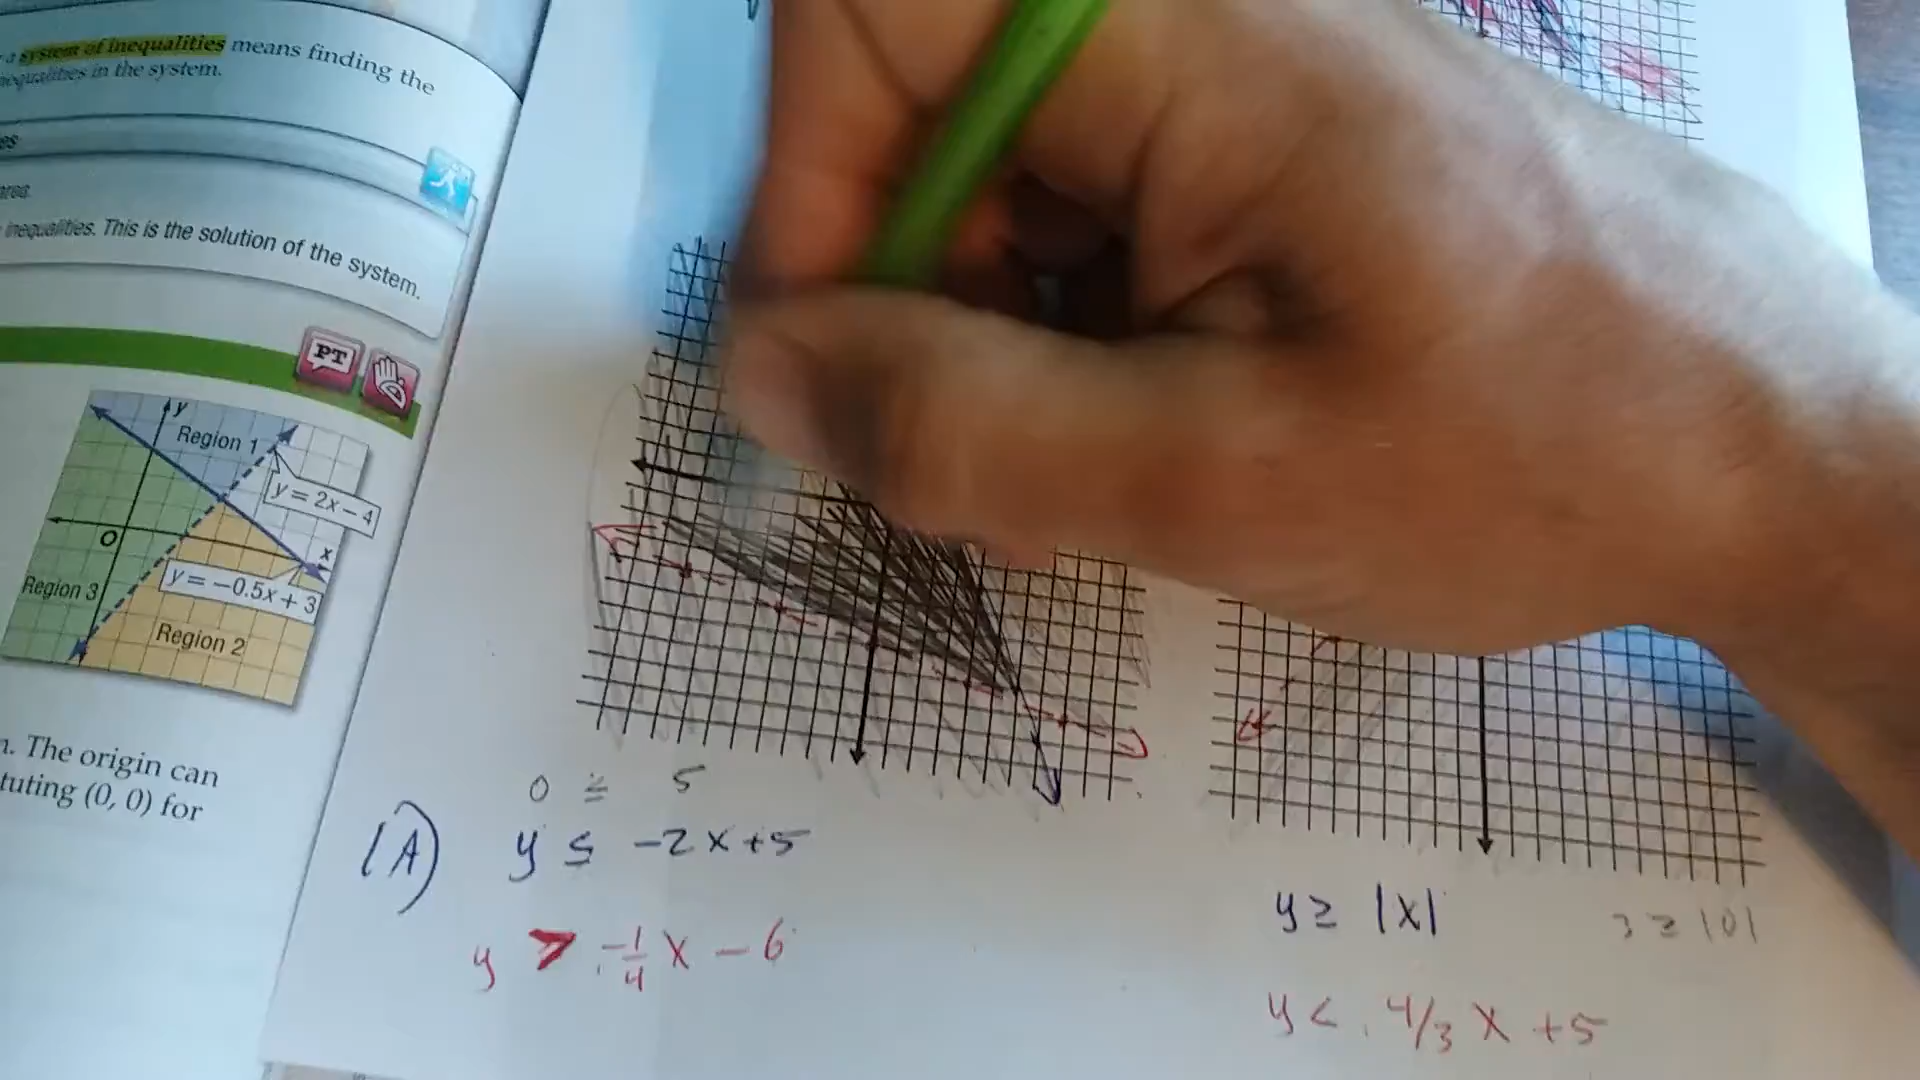 a system of inequalities means finding the
inequalities in the system.
area.
inequalities. This is the solution of the system.
PT
y
Region 1
y = 2x − 4
O
x
y = −0.5x + 3
Region 3
Region 2
n. The origin can
tuting (0, 0) for
0 ≤ 5
(A) y ≤ -2x+5
y > -1/4 x - 6
y ≥ |x|
3 ≥ |0|
y < 4/3 x + 5